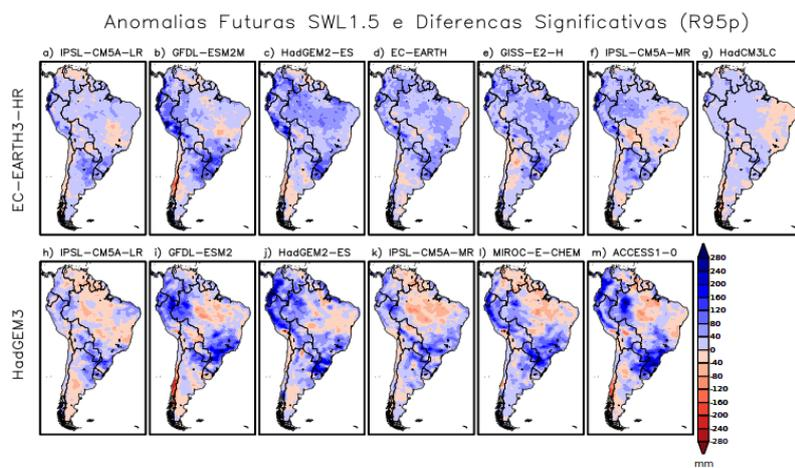 Anomalias Futuras SWL1.5 e Diferencas Significativas (R95p)
a) IPSL-CM5A-LR b) GFDL-ESM2M c) HadGEM2-ES d) EC-EARTH e) GISS-E2-H f) IPSL-CM5A-MR g) HadCM3LC
EC-EARTH3-HR
h) IPSL-CM5A-LR i) GFDL-ESM2 j) HadGEM2-ES k) IPSL-CM5A-MR l) MIROC-E-CHEM m) ACCESS1-0
HadGEM3
280
240
200
160
120
80
40
0
-40
-80
-120
-160
-200
-240
-280
mm